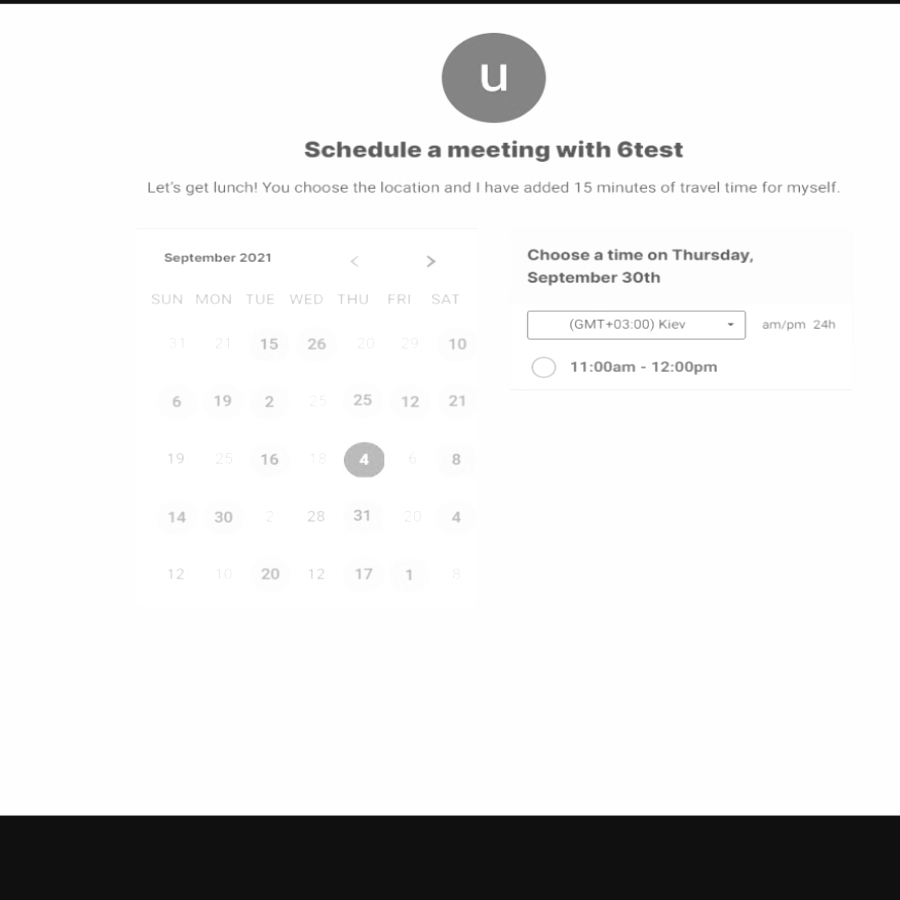 u
Schedule a meeting with 6test
Let's get lunch! You choose the location and I have added 15 minutes of travel time for myself.
September 2021 < >
SUN MON TUE WED THU FRI SAT
31 21 15 26 20 29 10
6 19 2 25 25 12 21
19 25 16 18 4 6 8
14 30 2 28 31 20 4
12 10 20 12 17 1 8
Choose a time on Thursday,
September 30th
(GMT+03:00) Kiev am/pm 24h
11:00am - 12:00pm